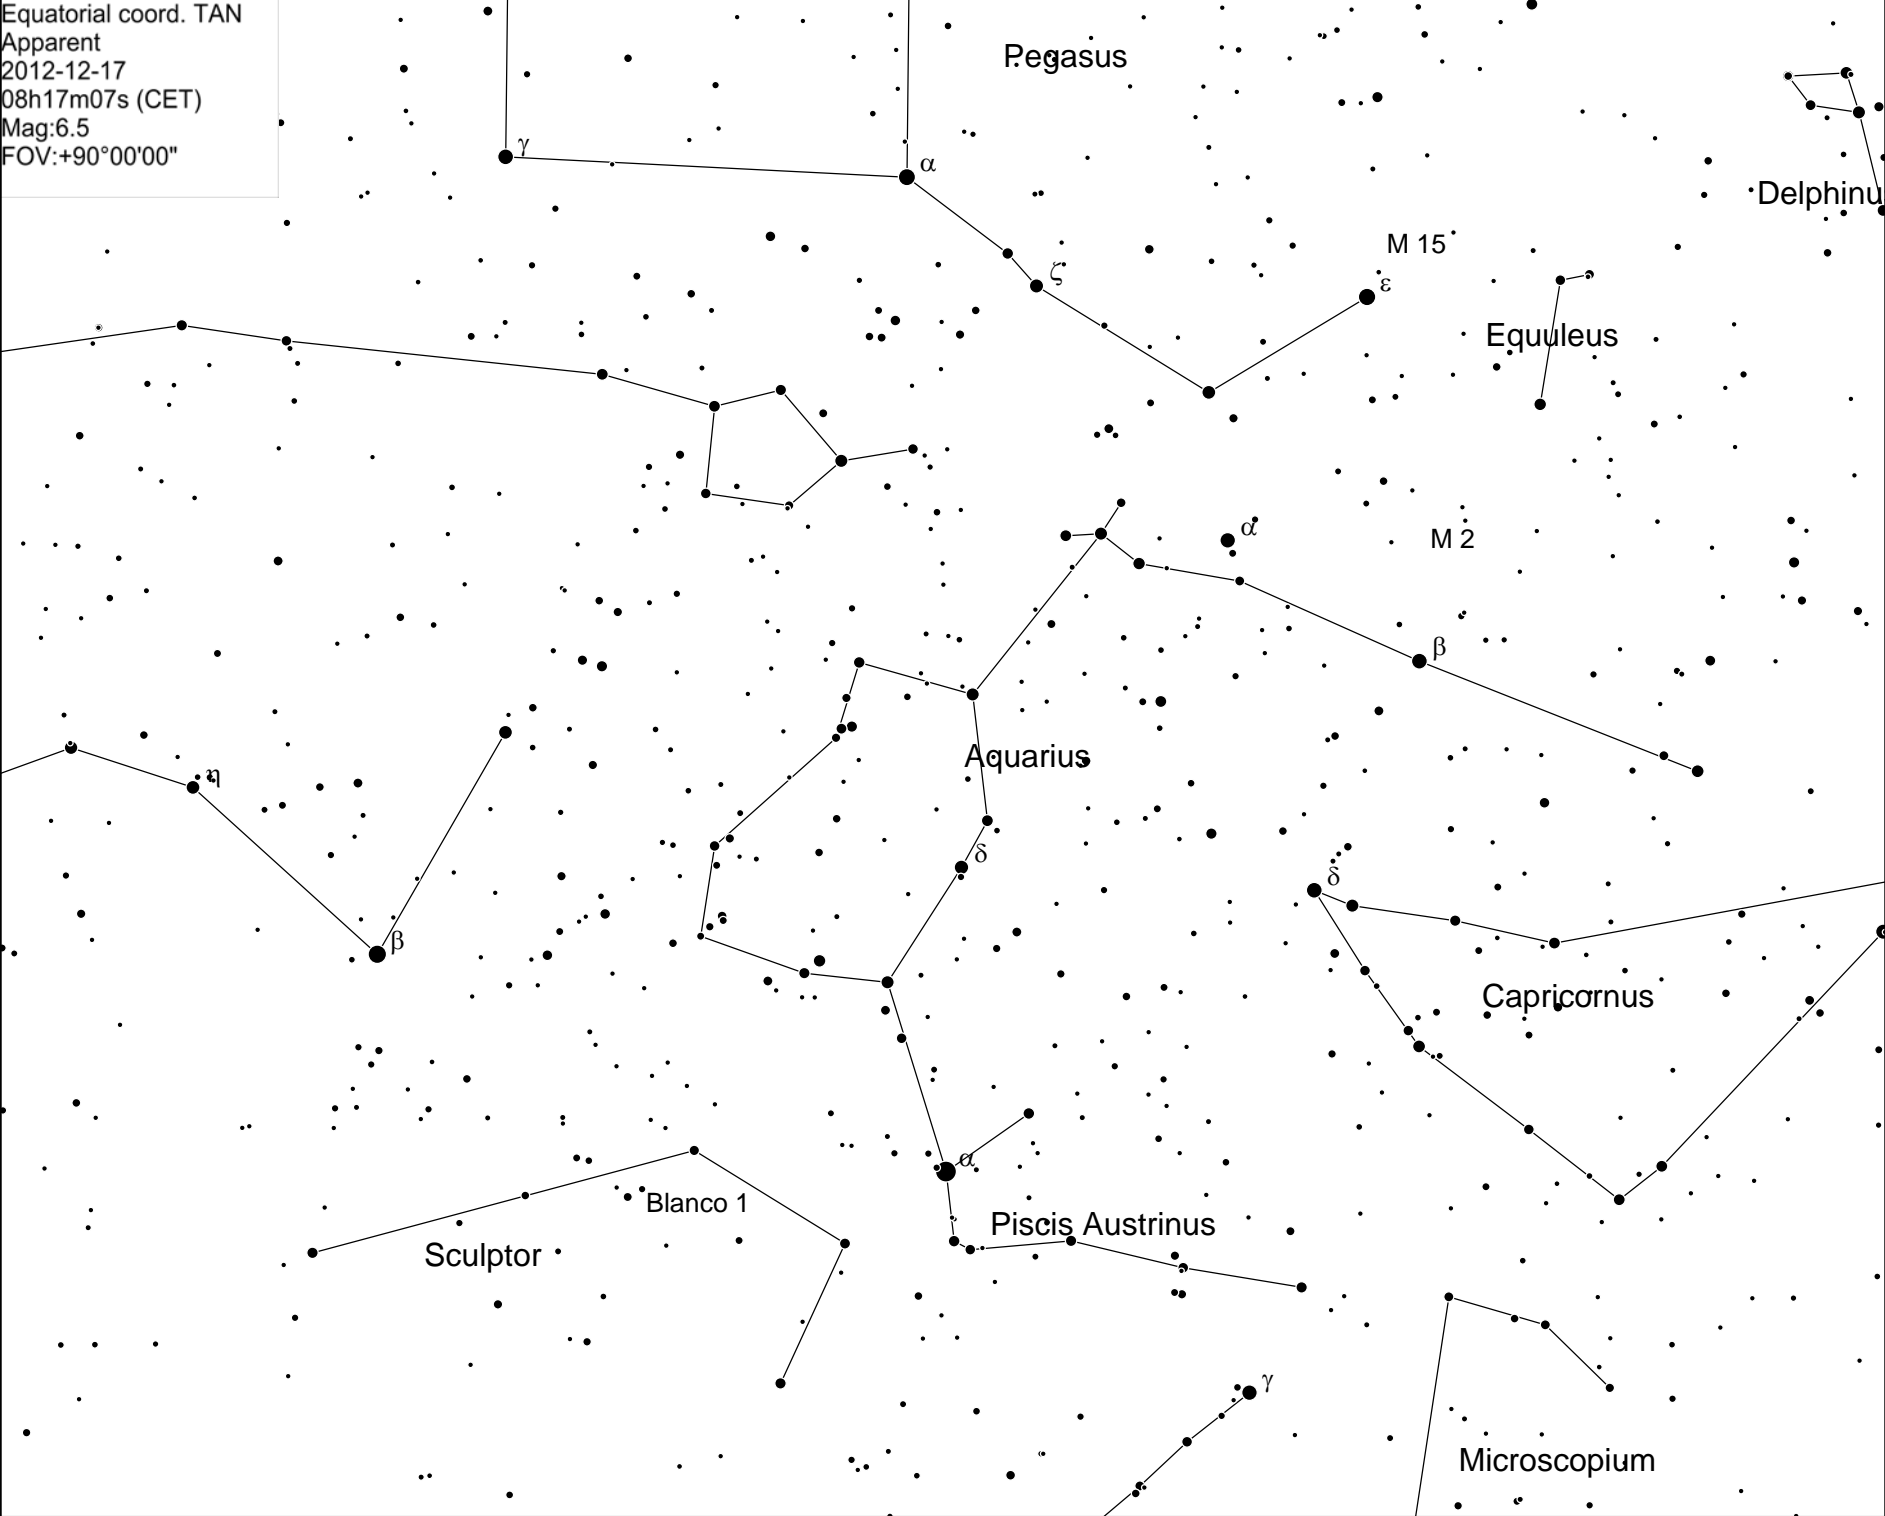 Equatorial coord. TAN
Apparent
2012-12-17
08h17m07s (CET)
Mag:6.5
FOV:+90°00'00"
Pegasus
γ
α
Delphinu
M 15
ζ
ε
Equuleus
α
M 2
β
Aquarius
η
δ
δ
β
Capricornus
α
Blanco 1
Piscis Austrinus
Sculptor
γ
Microscopium